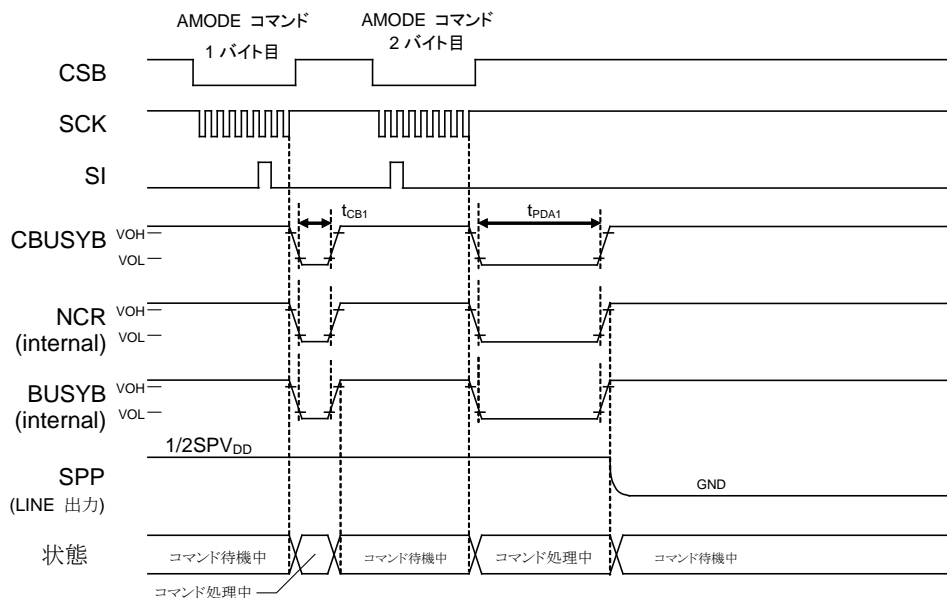 AMODE コマンド
1 バイト目
AMODE コマンド
2 バイト目
CSB
SCK
SI
tCB1
tPDA1
CBUSYB
VOH
VOL
NCR
(internal)
VOH
VOL
BUSYB
(internal)
VOH
VOL
1/2SPVDD
SPP
(LINE 出力)
GND
状態
コマンド待機中
コマンド待機中
コマンド処理中
コマンド待機中
コマンド処理中